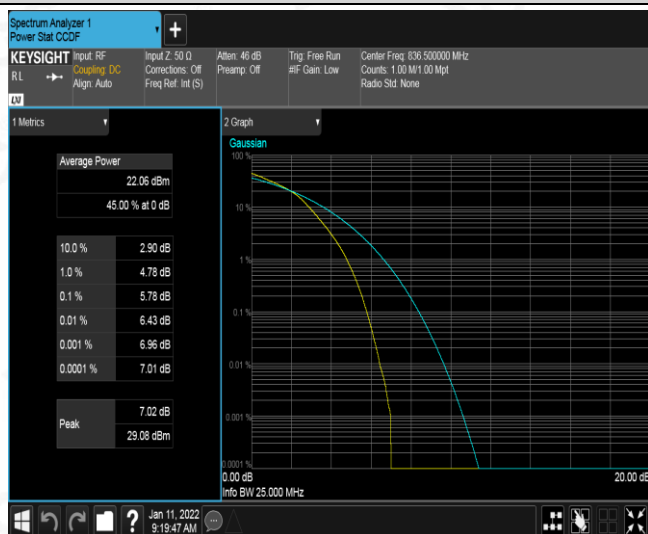 Spectrum Analyzer 1
Power Stat CCDF
+
KEYSIGHT Input: RF Input Z: 50 Ω Atten: 46 dB Trig: Free Run Center Freq: 836.500000 MHz
RL Coupling: DC Corrections: Off Preamp: Off #IF Gain: Low Counts: 1.00 M/1.00 Mpt
Align: Auto Freq Ref: Int (S) Radio Std: None
LXI
1 Metrics
Average Power
22.06 dBm
45.00 % at 0 dB
10.0 % 2.90 dB
1.0 % 4.78 dB
0.1 % 5.78 dB
0.01 % 6.43 dB
0.001 % 6.96 dB
0.0001 % 7.01 dB
Peak
7.02 dB
29.08 dBm
2 Graph
Gaussian
100 %
10 %
1 %
0.1 %
0.01 %
0.001 %
0.0001 %
0.00 dB 20.00 dB
Info BW 25.000 MHz
? Jan 11, 2022
9:19:47 AM